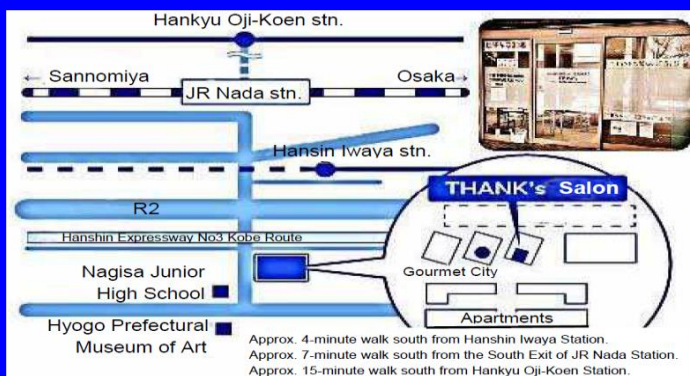 Hankyu Oji-Koen stn.
← Sannomiya
Osaka→
JR Nada stn.
Hansin Iwaya stn.
THANK's Salon
R2
Hanshin Expressway No3 Kobe Route
Gourmet City
Nagisa Junior
High School
Apartments
Hyogo Prefectural
Museum of Art
Approx. 4-minute walk south from Hanshin Iwaya Station.
Approx. 7-minute walk south from the South Exit of JR Nada Station.
Approx. 15-minute walk south from Hankyu Oji-Koen Station.